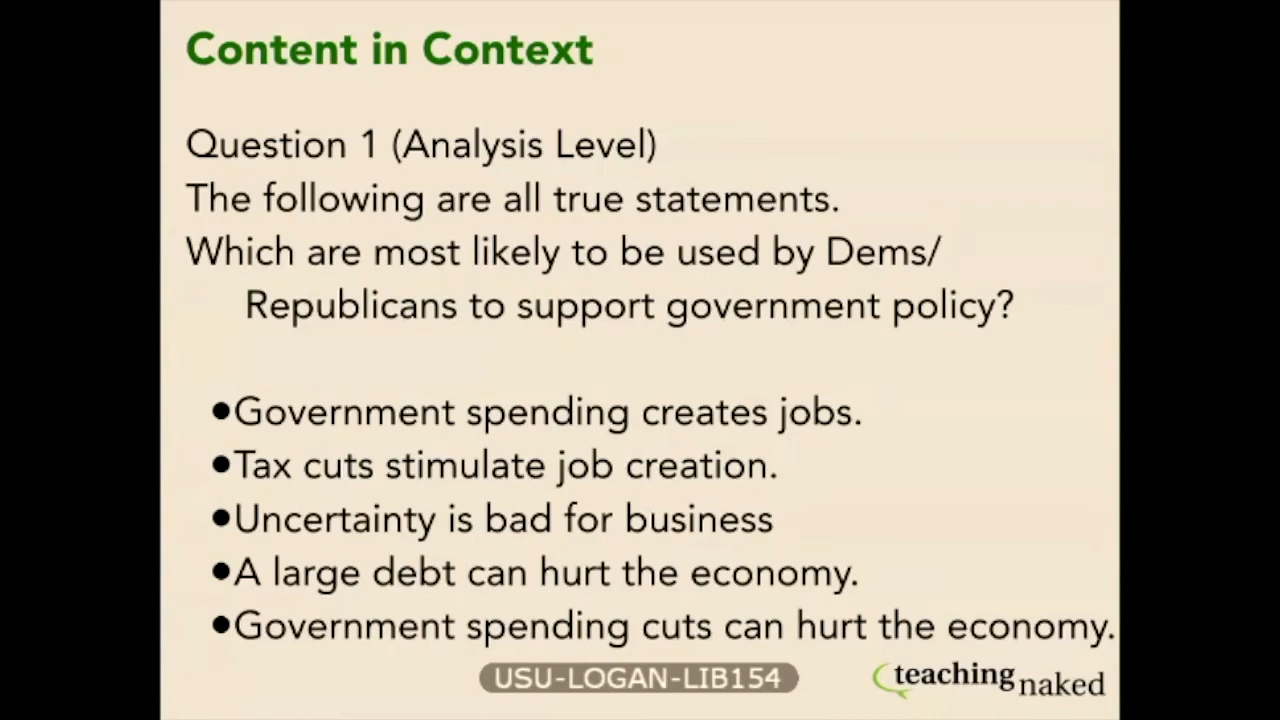 Content in Context
Question 1 (Analysis Level)
The following are all true statements.
Which are most likely to be used by Dems/
Republicans to support government policy?
•Government spending creates jobs.
•Tax cuts stimulate job creation.
•Uncertainty is bad for business
•A large debt can hurt the economy.
•Government spending cuts can hurt the economy.
USU-LOGAN-LIB154
teaching naked